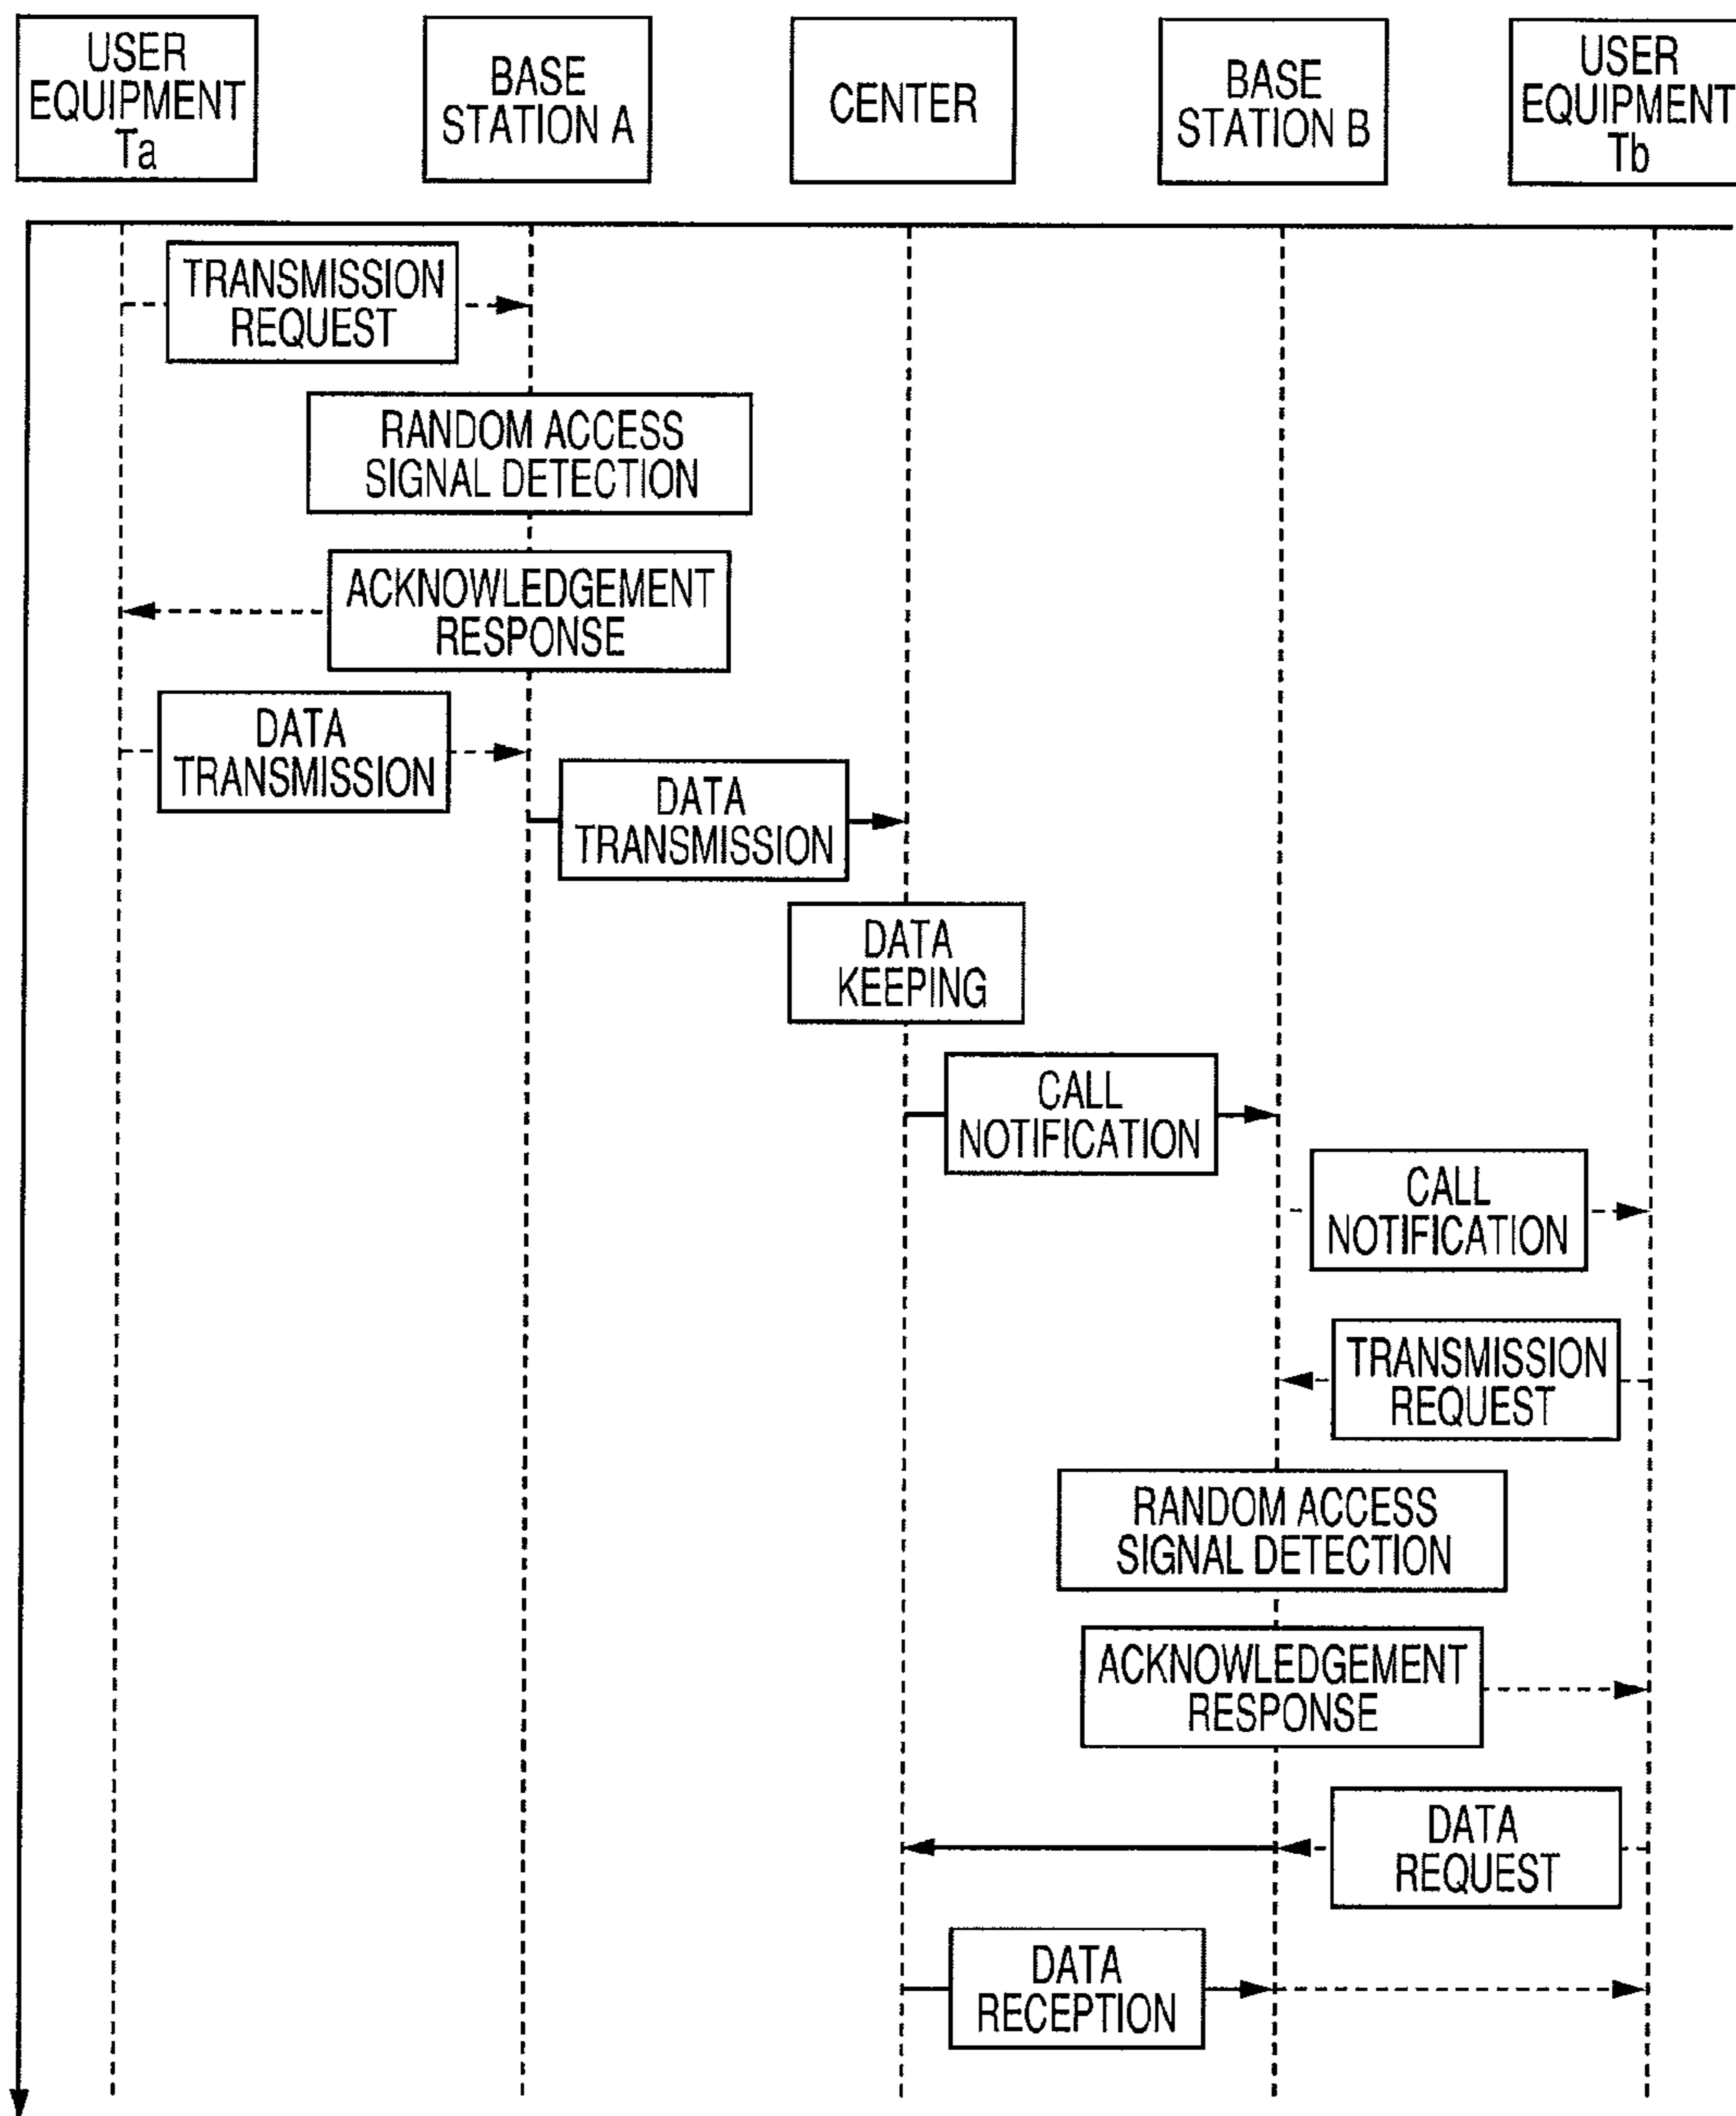 USER
EQUIPMENT
Ta
BASE
STATION A
CENTER
BASE
STATION B
USER
EQUIPMENT
Tb
TRANSMISSION
REQUEST
RANDOM ACCESS
SIGNAL DETECTION
ACKNOWLEDGEMENT
RESPONSE
DATA
TRANSMISSION
DATA
TRANSMISSION
DATA
KEEPING
CALL
NOTIFICATION
CALL
NOTIFICATION
TRANSMISSION
REQUEST
RANDOM ACCESS
SIGNAL DETECTION
ACKNOWLEDGEMENT
RESPONSE
DATA
REQUEST
DATA
RECEPTION